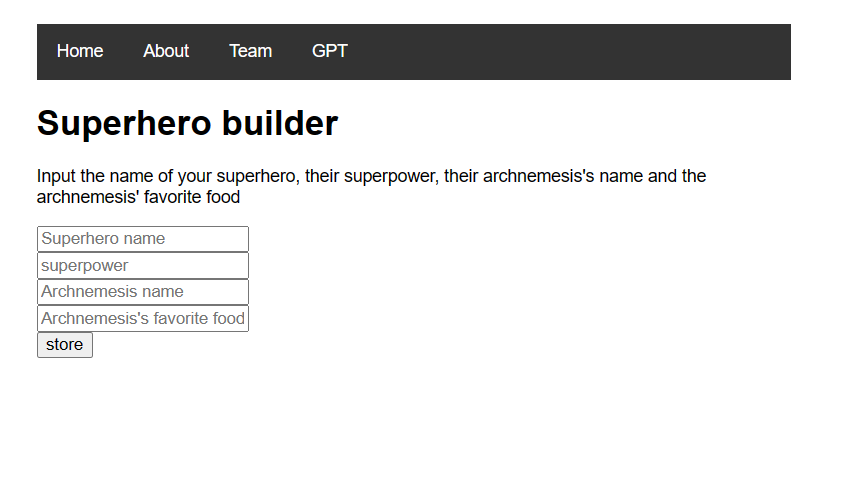 Home About Team GPT
Superhero builder
Input the name of your superhero, their superpower, their archnemesis's name and the
archnemesis' favorite food
Superhero name
superpower
Archnemesis name
Archnemesis's favorite food
store